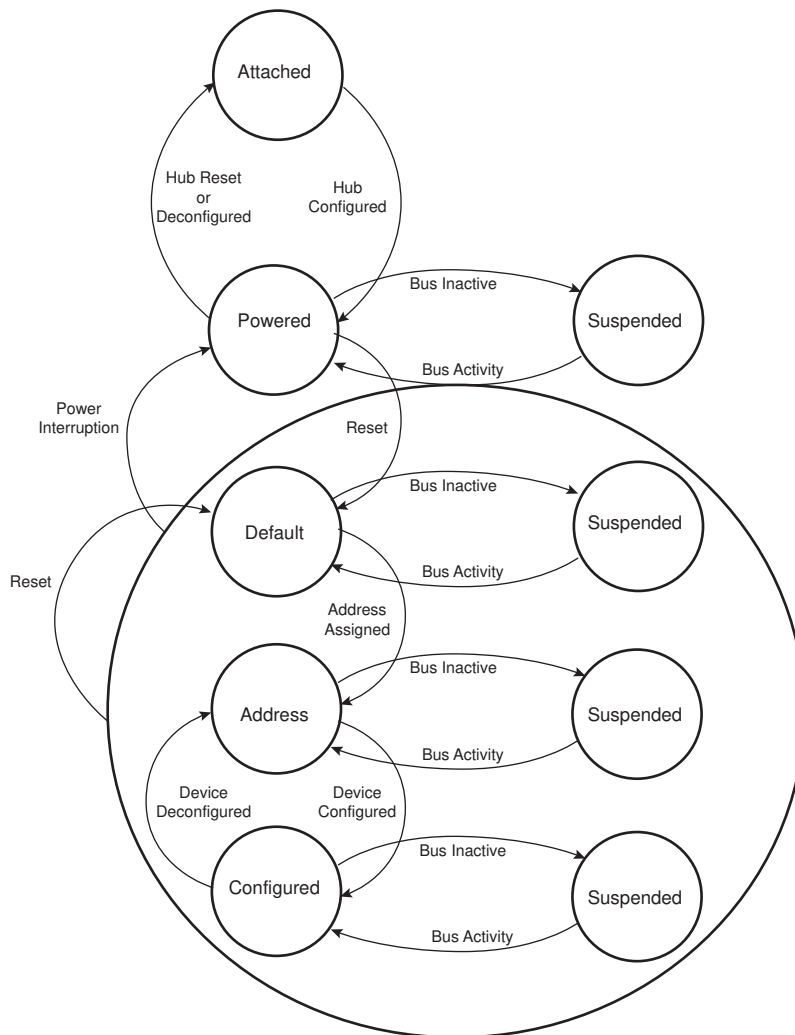 Attached
Hub Reset
or
Deconfigured
Hub
Configured
Bus Inactive
Powered
Suspended
Bus Activity
Power
Interruption
Reset
Bus Inactive
Default
Suspended
Bus Activity
Reset
Address
Assigned
Bus Inactive
Address
Suspended
Bus Activity
Device
Deconfigured
Device
Configured
Bus Inactive
Configured
Suspended
Bus Activity